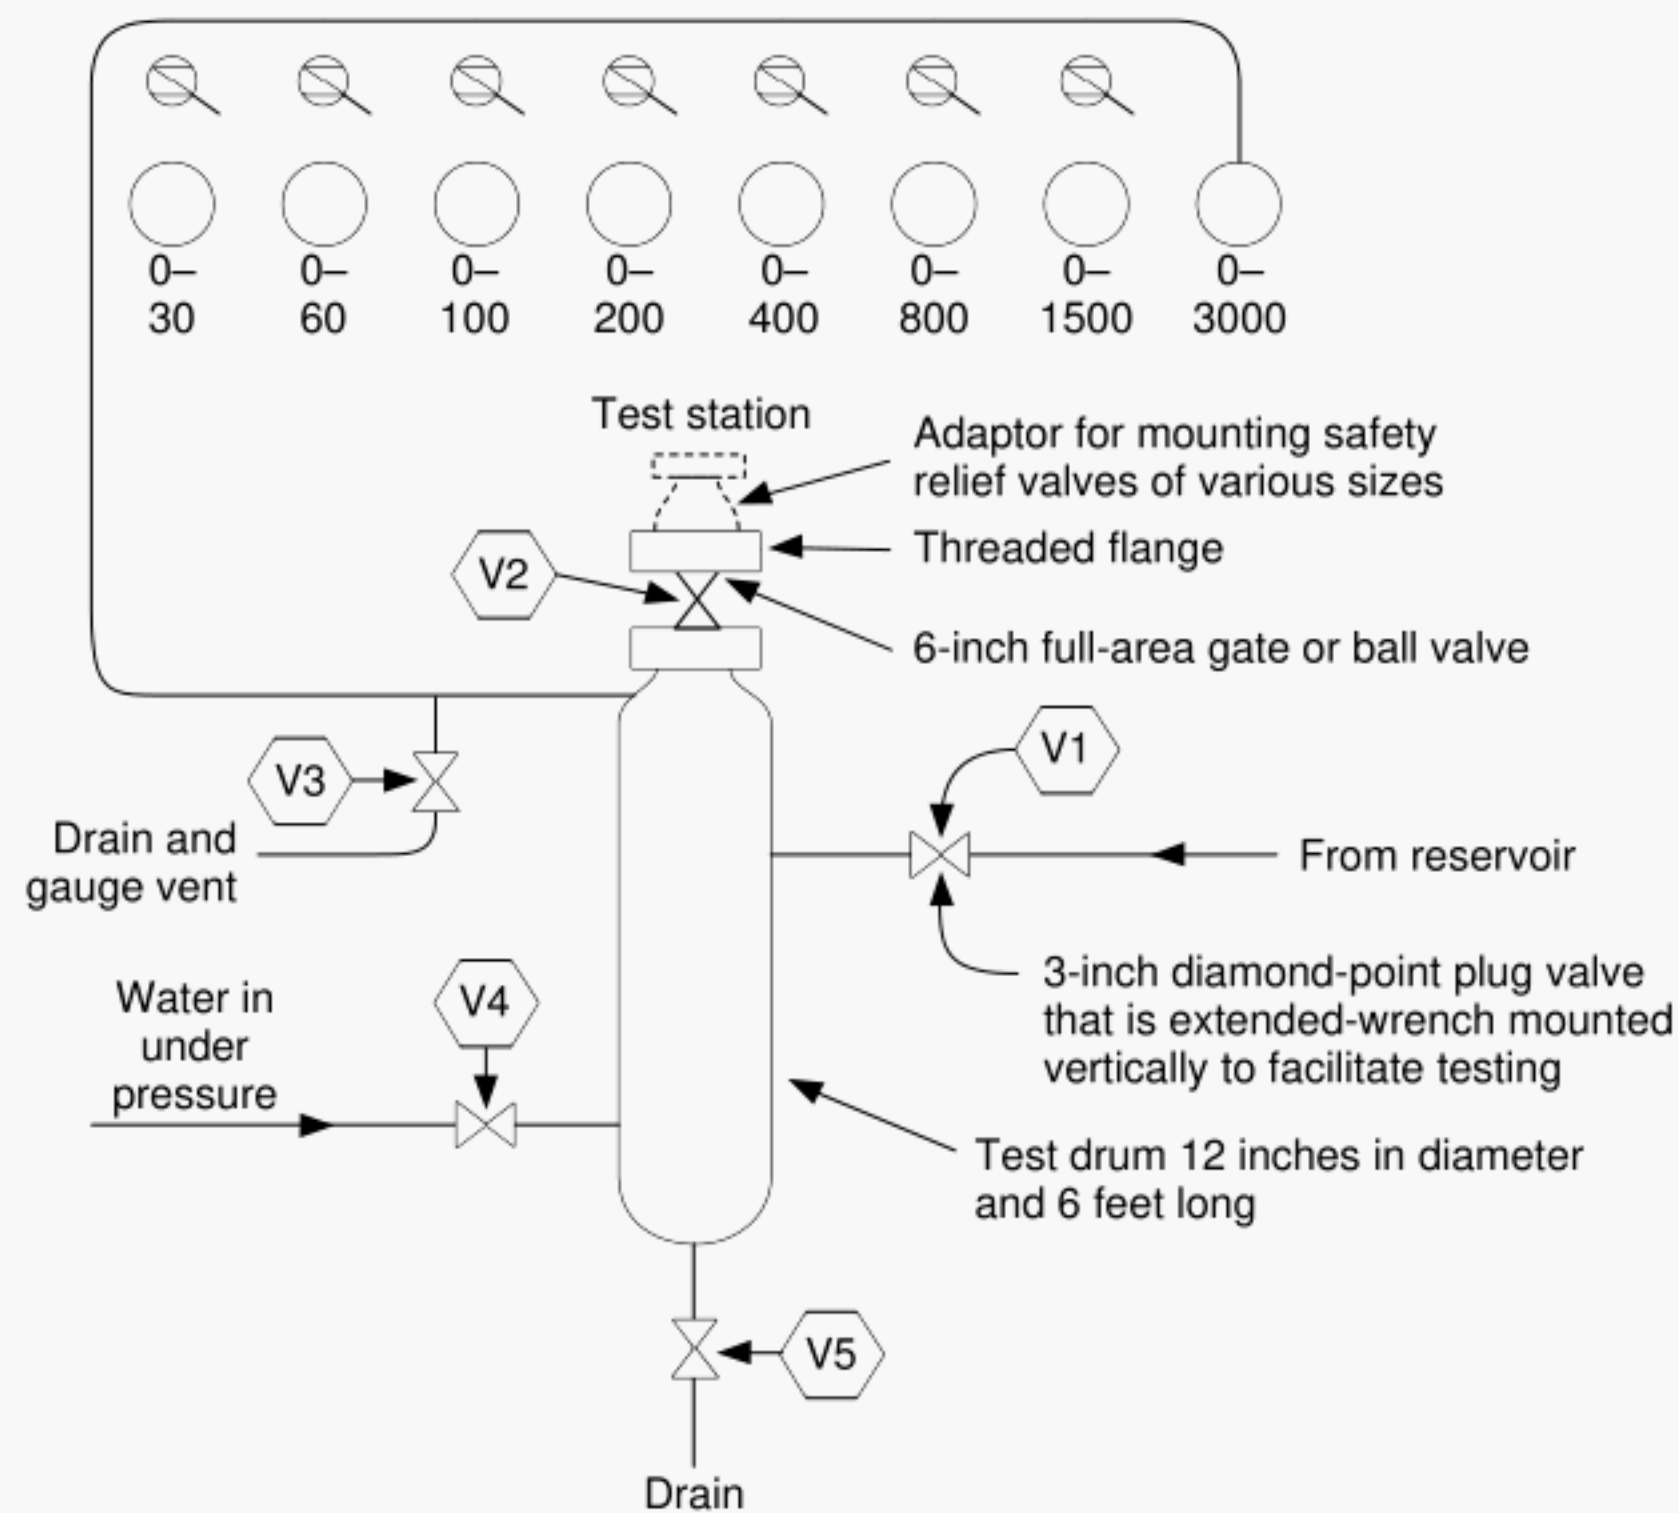 0–
30
0–
60
0–
100
0–
200
0–
400
0–
800
0–
1500
0–
3000
Test station
Adaptor for mounting safety
relief valves of various sizes
V2
Threaded flange
6-inch full-area gate or ball valve
V3
V1
Drain and
gauge vent
From reservoir
Water in
under
pressure
V4
3-inch diamond-point plug valve
that is extended-wrench mounted
vertically to facilitate testing
Test drum 12 inches in diameter
and 6 feet long
V5
Drain